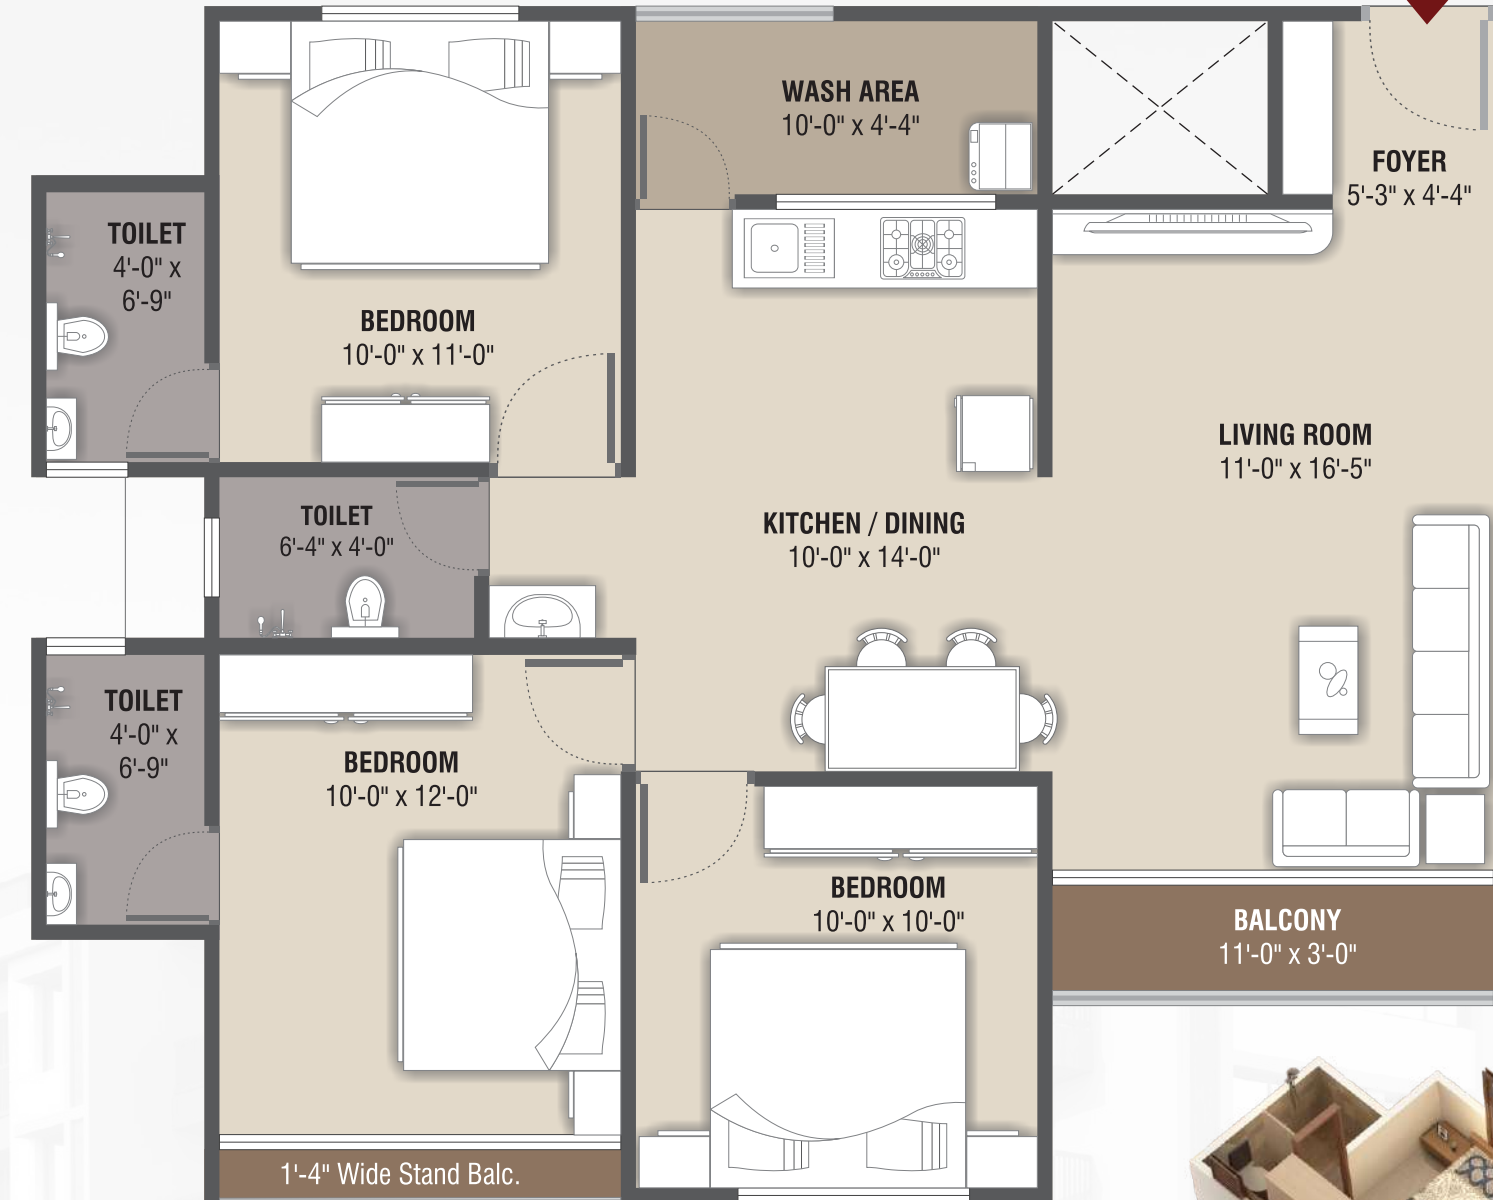 WASH AREA
10'-0" x 4'-4"
FOYER
5'-3" x 4'-4"
TOILET
4'-0" x
6'-9"
BEDROOM
10'-0" x 11'-0"
LIVING ROOM
11'-0" x 16'-5"
TOILET
6'-4" x 4'-0"
KITCHEN / DINING
10'-0" x 14'-0"
TOILET
4'-0" x
6'-9"
BEDROOM
10'-0" x 12'-0"
BEDROOM
10'-0" x 10'-0"
BALCONY
11'-0" x 3'-0"
1'-4" Wide Stand Balc.